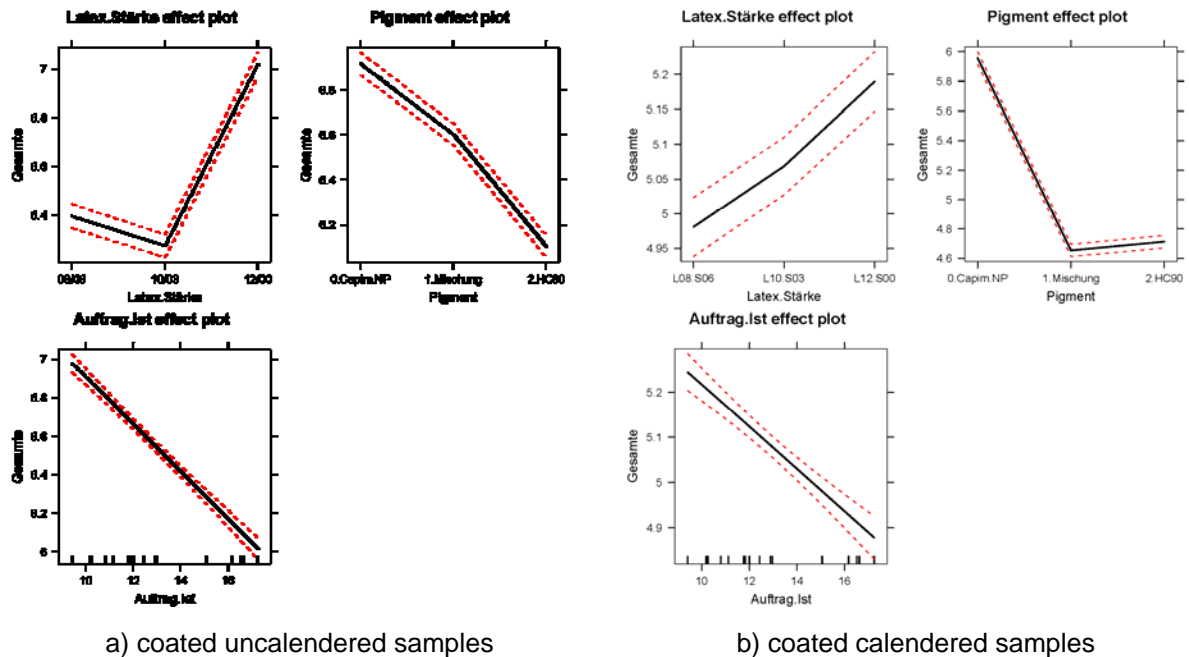 Latex.Stärke effect plot
Gesamte
7
6.8
6.6
6.4
08/06 10/03 12/00
Latex.Stärke
Pigment effect plot
Gesamte
6.8
6.6
6.4
6.2
0.Capim.NP 1.Mischung 2.HC90
Pigment
Auftrag.Ist effect plot
Gesamte
7
6.8
6.6
6.4
6.2
6
10 12 14 16
Auftrag.Ist
a) coated uncalendered samples
Latex.Stärke effect plot
Gesamte
5.2
5.15
5.1
5.05
5
4.95
L08.S06 L10.S03 L12.S00
Latex.Stärke
Pigment effect plot
Gesamte
6
5.8
5.6
5.4
5.2
5
4.8
4.6
0.Capim.NP 1.Mischung 2.HC90
Pigment
Auftrag.Ist effect plot
Gesamte
5.2
5.1
5
4.9
10 12 14 16
Auftrag.Ist
b) coated calendered samples